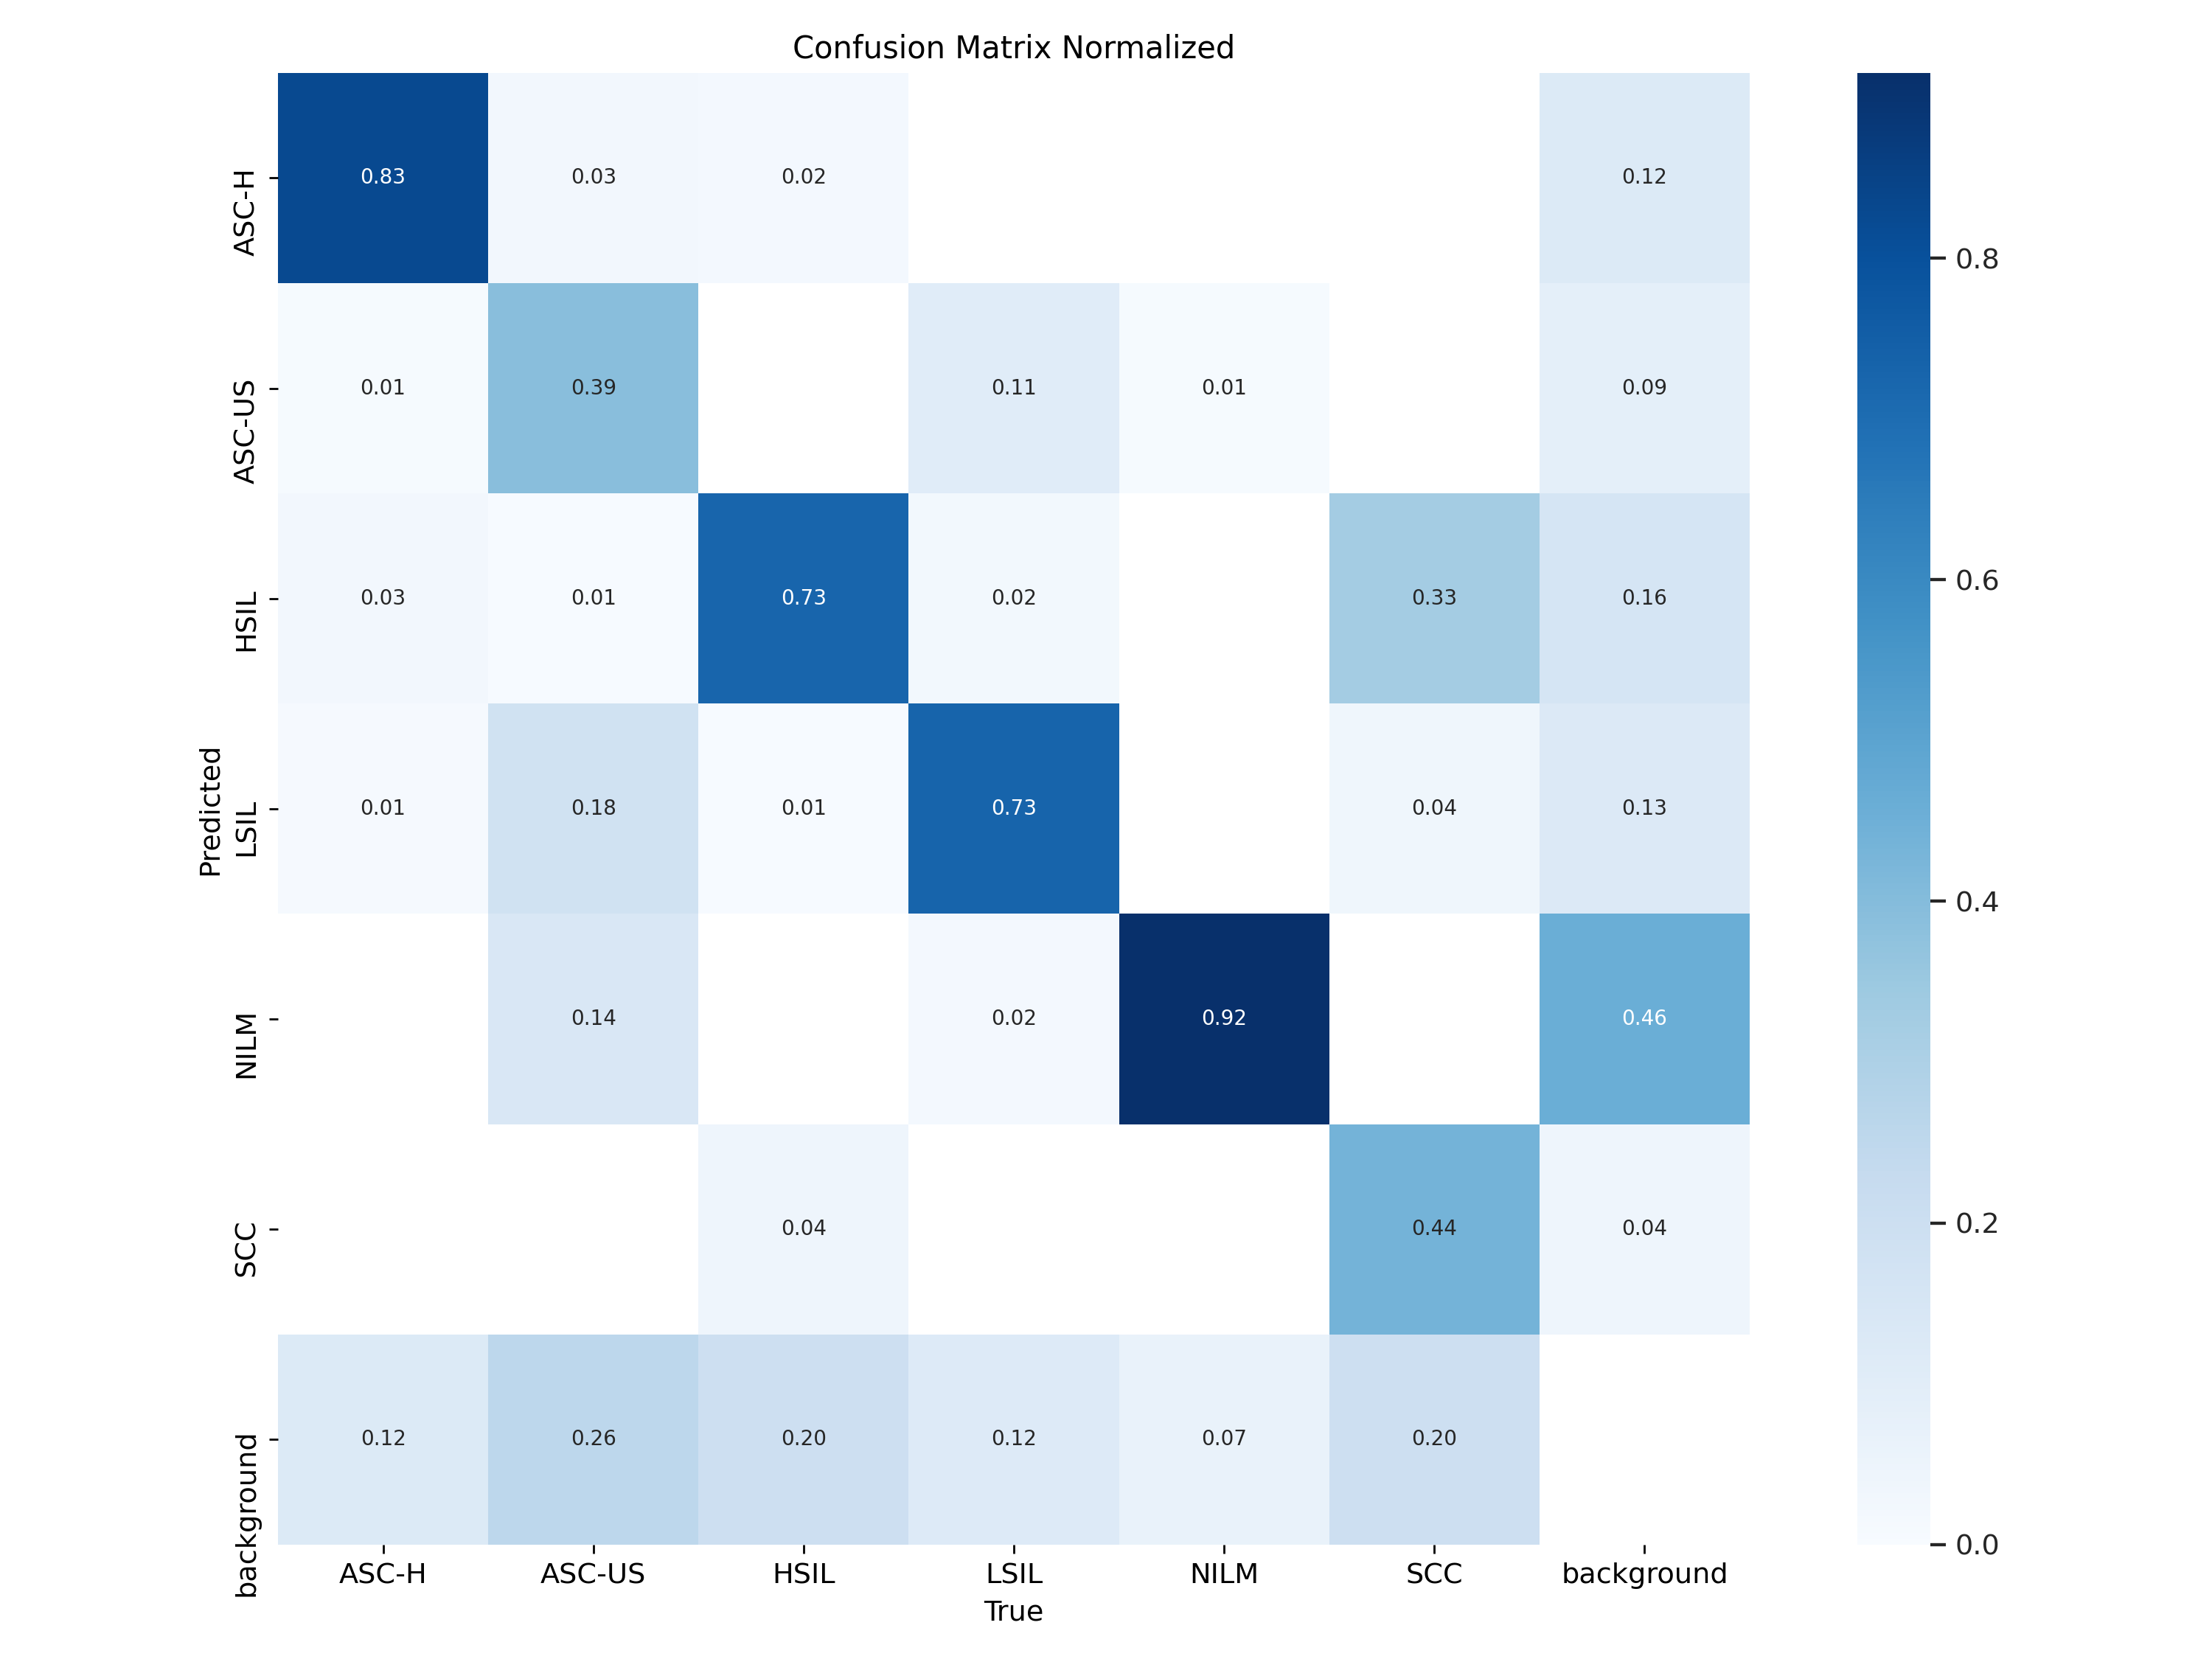 Confusion Matrix Normalized
ASC-H 0.83 0.03 0.02 0.12
0.8
ASC-US 0.01 0.39 0.11 0.01 0.09
HSIL 0.03 0.01 0.73 0.02 0.33 0.16
0.6
Predicted
LSIL 0.01 0.18 0.01 0.73 0.04 0.13
0.4
NILM 0.14 0.02 0.92 0.46
SCC 0.04 0.44 0.04
0.2
background 0.12 0.26 0.20 0.12 0.07 0.20
0.0
ASC-H ASC-US HSIL LSIL NILM SCC background
True